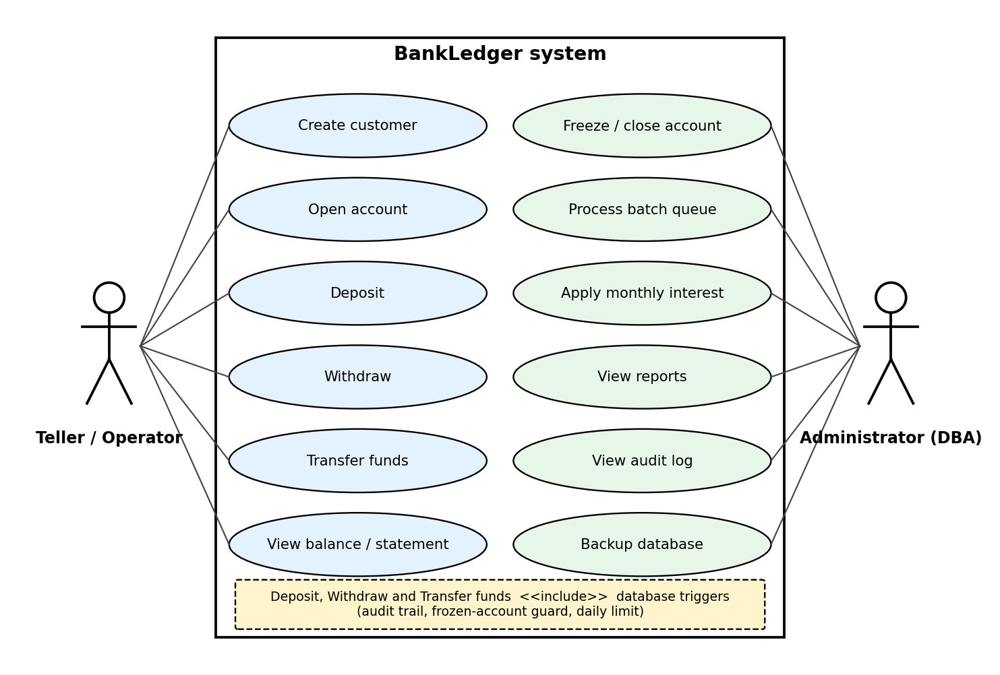 BankLedger system
Create customer
Freeze / close account
Open account
Process batch queue
Deposit
Apply monthly interest
Withdraw
View reports
Teller / Operator
Administrator (DBA)
Transfer funds
View audit log
View balance / statement
Backup database
Deposit, Withdraw and Transfer funds  <<include>>  database triggers
(audit trail, frozen-account guard, daily limit)